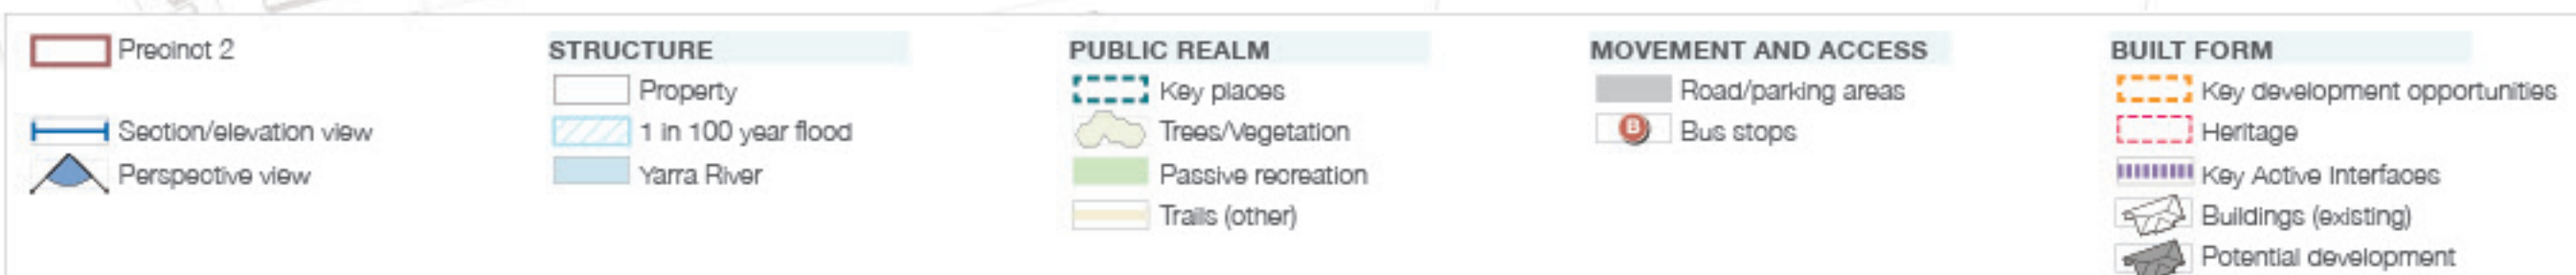 Precinct 2
Section/elevation view
Perspective view
STRUCTURE
Property
1 in 100 year flood
Yarra River
PUBLIC REALM
Key places
Trees/Vegetation
Passive recreation
Trails (other)
MOVEMENT AND ACCESS
Road/parking areas
B
Bus stops
BUILT FORM
Key development opportunities
Heritage
Key Active Interfaces
Buildings (existing)
Potential development